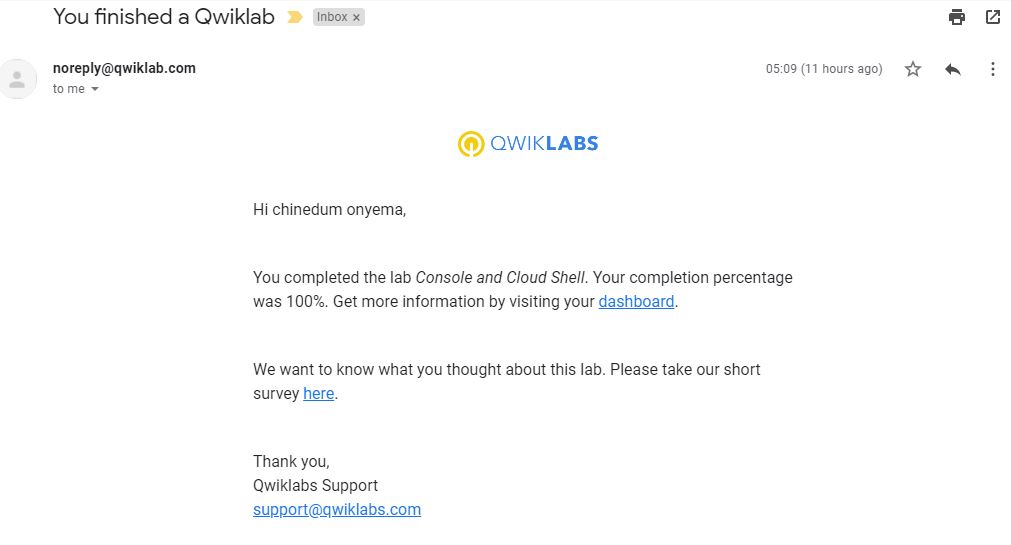 You finished a Qwiklab Inbox x
noreply@qwiklab.com 05:09 (11 hours ago)
to me
QWIKLABS
Hi chinedum onyema,
You completed the lab Console and Cloud Shell. Your completion percentage
was 100%. Get more information by visiting your dashboard.
We want to know what you thought about this lab. Please take our short
survey here.
Thank you,
Qwiklabs Support
support@qwiklabs.com